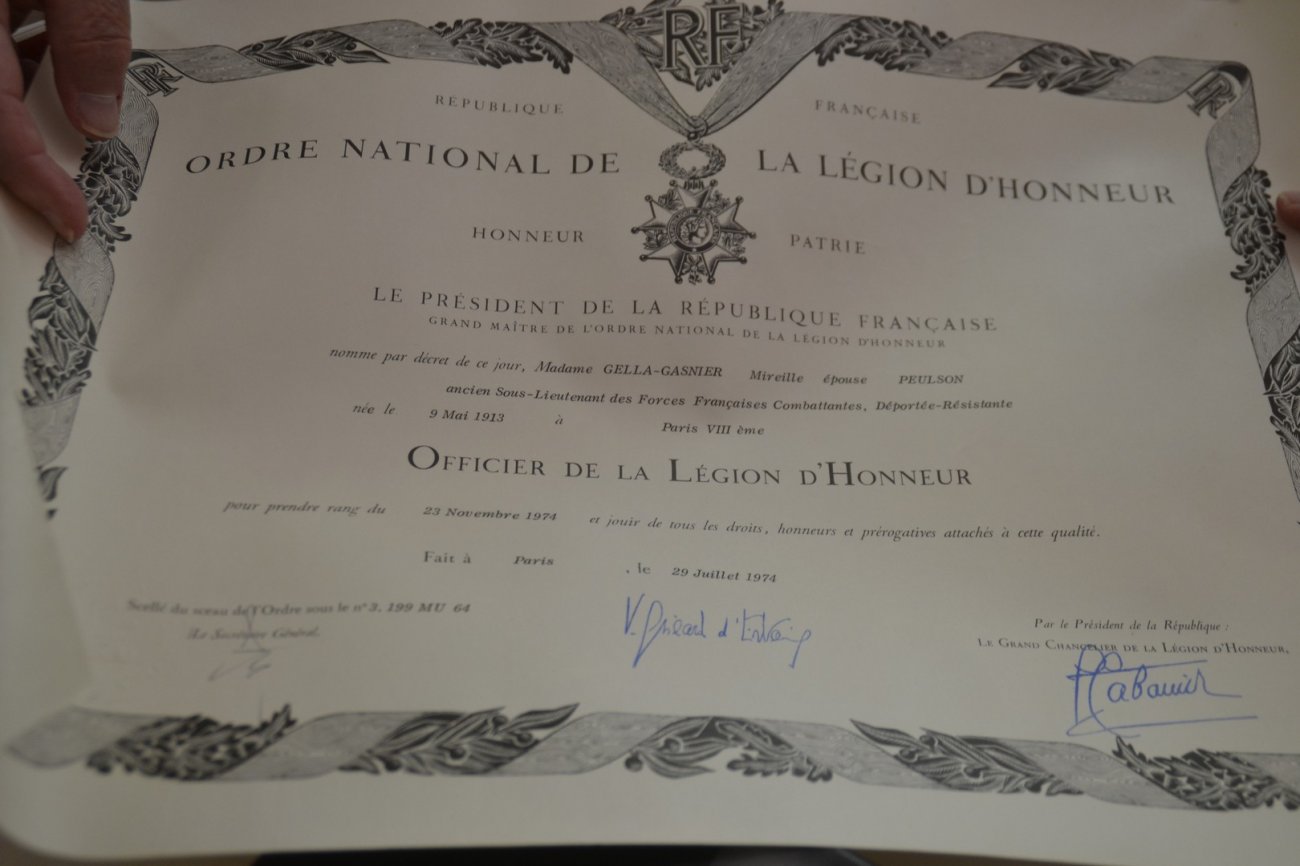 RF
RF
RF
RÉPUBLIQUE FRANÇAISE
ORDRE NATIONAL DE LA LÉGION D'HONNEUR
HONNEUR PATRIE
LE PRÉSIDENT DE LA RÉPUBLIQUE FRANÇAISE
GRAND MAÎTRE DE L'ORDRE NATIONAL DE LA LÉGION D'HONNEUR
nomme par décret de ce jour, Madame GELLA-GASNIER Mireille épouse PEULSON
ancien Sous-Lieutenant des Forces Françaises Combattantes, Déportée-Résistante
née le 9 Mai 1913 à Paris VIII ème
OFFICIER DE LA LÉGION D'HONNEUR
pour prendre rang du 23 Novembre 1974 et jouir de tous les droits, honneurs et prérogatives attachés à cette qualité.
Fait à Paris , le 29 Juillet 1974
Scellé du sceau de l'Ordre sous le n° 3. 199 MU 64
Le Secrétaire Général,
Par le Président de la République :
LE GRAND CHANCELIER DE LA LÉGION D'HONNEUR,